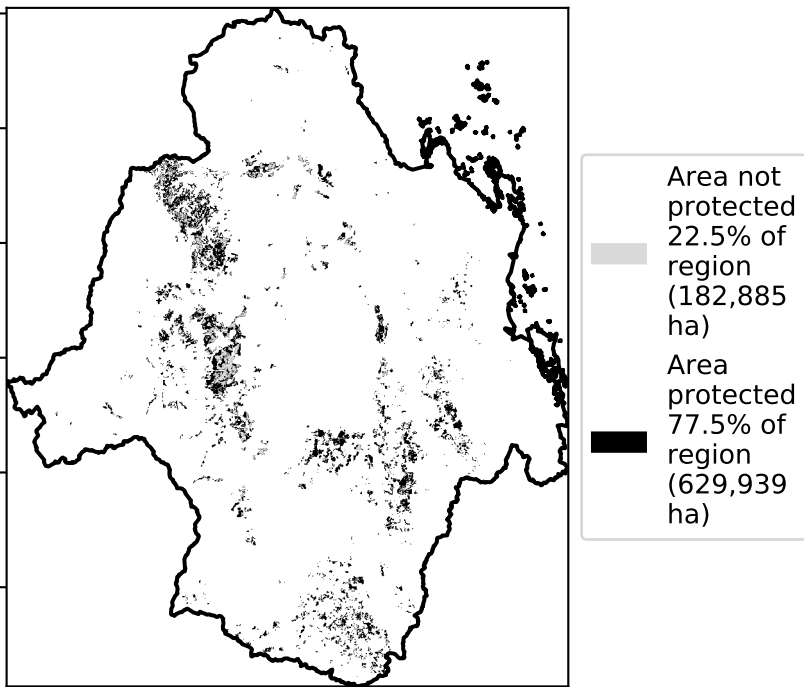 Area not
protected
22.5% of
region
(182,885
ha)
Area
protected
77.5% of
region
(629,939
ha)